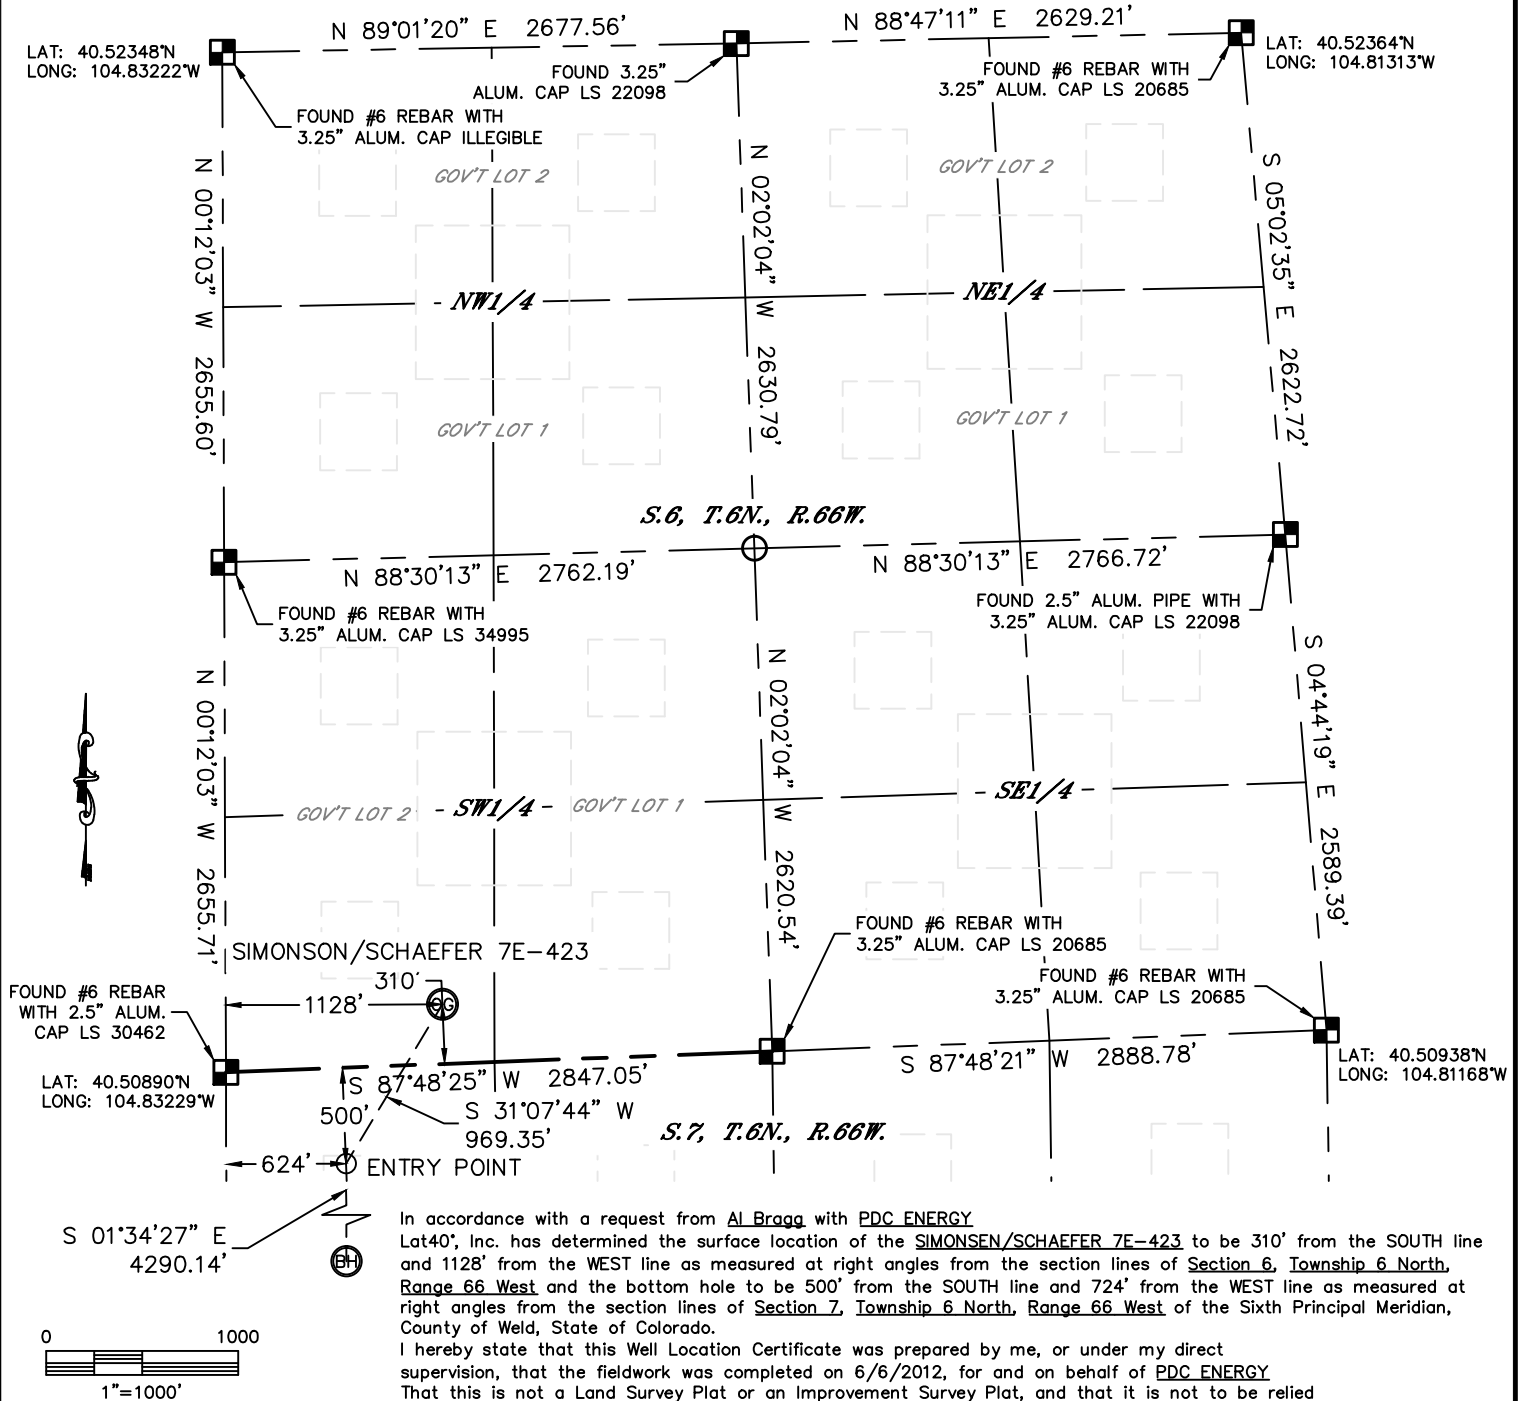 N 89°01'20" E 2677.56'
N 88°47'11" E 2629.21'
LAT: 40.52348°N
LONG: 104.83222°W
LAT: 40.52364°N
LONG: 104.81313°W
FOUND 3.25"
ALUM. CAP LS 22098
FOUND #6 REBAR WITH
3.25" ALUM. CAP LS 20685
FOUND #6 REBAR WITH
3.25" ALUM. CAP ILLEGIBLE
GOV'T LOT 2
GOV'T LOT 2
N 00°12'03" W 2655.60'
N 02°02'04" W 2630.79'
S 05°02'35" E 2622.72'
NW1/4
NE1/4
GOV'T LOT 1
GOV'T LOT 1
S.6, T.6N., R.66W.
N 88°30'13" E 2762.19'
N 88°30'13" E 2766.72'
FOUND #6 REBAR WITH
3.25" ALUM. CAP LS 34995
FOUND 2.5" ALUM. PIPE WITH
3.25" ALUM. CAP LS 22098
N 00°12'03" W 2655.71'
N 02°02'04" W 2620.54'
S 04°44'19" E 2589.39'
GOV'T LOT 2 - SW1/4 - GOV'T LOT 1
SE1/4
SIMONSON/SCHAEFER 7E-423
310'
1128'
OG
FOUND #6 REBAR
WITH 2.5" ALUM.
CAP LS 30462
FOUND #6 REBAR WITH
3.25" ALUM. CAP LS 20685
FOUND #6 REBAR WITH
3.25" ALUM. CAP LS 20685
LAT: 40.50890°N
LONG: 104.83229°W
S 87°48'25" W 2847.05'
S 87°48'21" W 2888.78'
LAT: 40.50938°N
LONG: 104.81168°W
500'
S 31°07'44" W
969.35'
S.7, T.6N., R.66W.
624'
ENTRY POINT
S 01°34'27" E
4290.14'
BH
In accordance with a request from Al Bragg with PDC ENERGY
Lat40°, Inc. has determined the surface location of the SIMONSEN/SCHAEFER 7E-423 to be 310' from the SOUTH line
and 1128' from the WEST line as measured at right angles from the section lines of Section 6, Township 6 North,
Range 66 West and the bottom hole to be 500' from the SOUTH line and 724' from the WEST line as measured at
right angles from the section lines of Section 7, Township 6 North, Range 66 West of the Sixth Principal Meridian,
County of Weld, State of Colorado.
I hereby state that this Well Location Certificate was prepared by me, or under my direct
supervision, that the fieldwork was completed on 6/6/2012, for and on behalf of PDC ENERGY
That this is not a Land Survey Plat or an Improvement Survey Plat, and that it is not to be relied
0 1000
1"=1000'